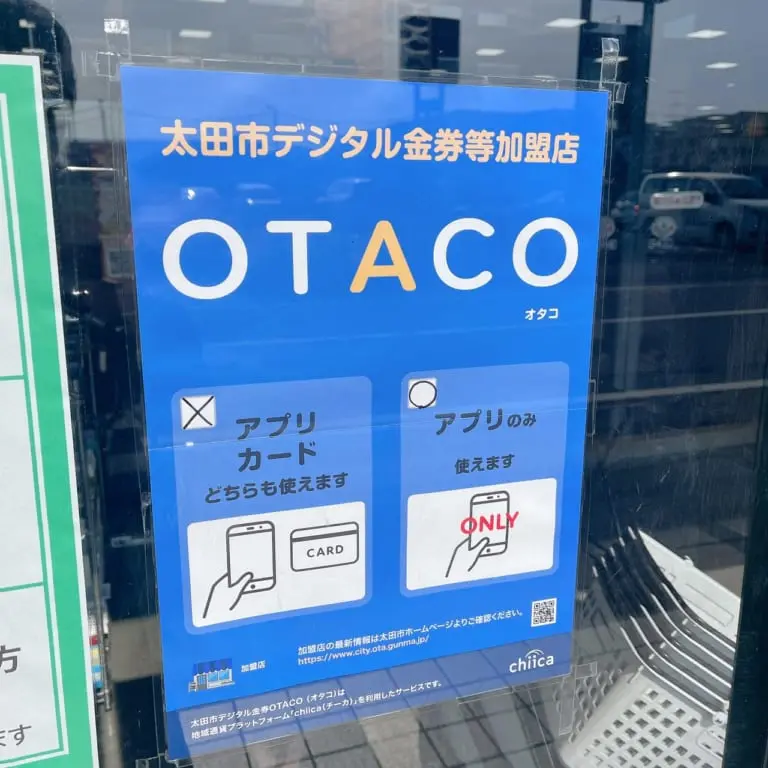 太田市デジタル金券等加盟店
OTACO
オタコ
アプリ
カード
どちらも使えます
CARD
アプリのみ
使えます
ONLY
加盟店
加盟店の最新情報は太田市ホームページよりご確認ください。
https://www.city.ota.gunma.jp/
chiica
太田市デジタル金券OTACO（オタコ）は
地域通貨プラットフォーム「chiica(チーカ)」を利用したサービスです。
方
ます